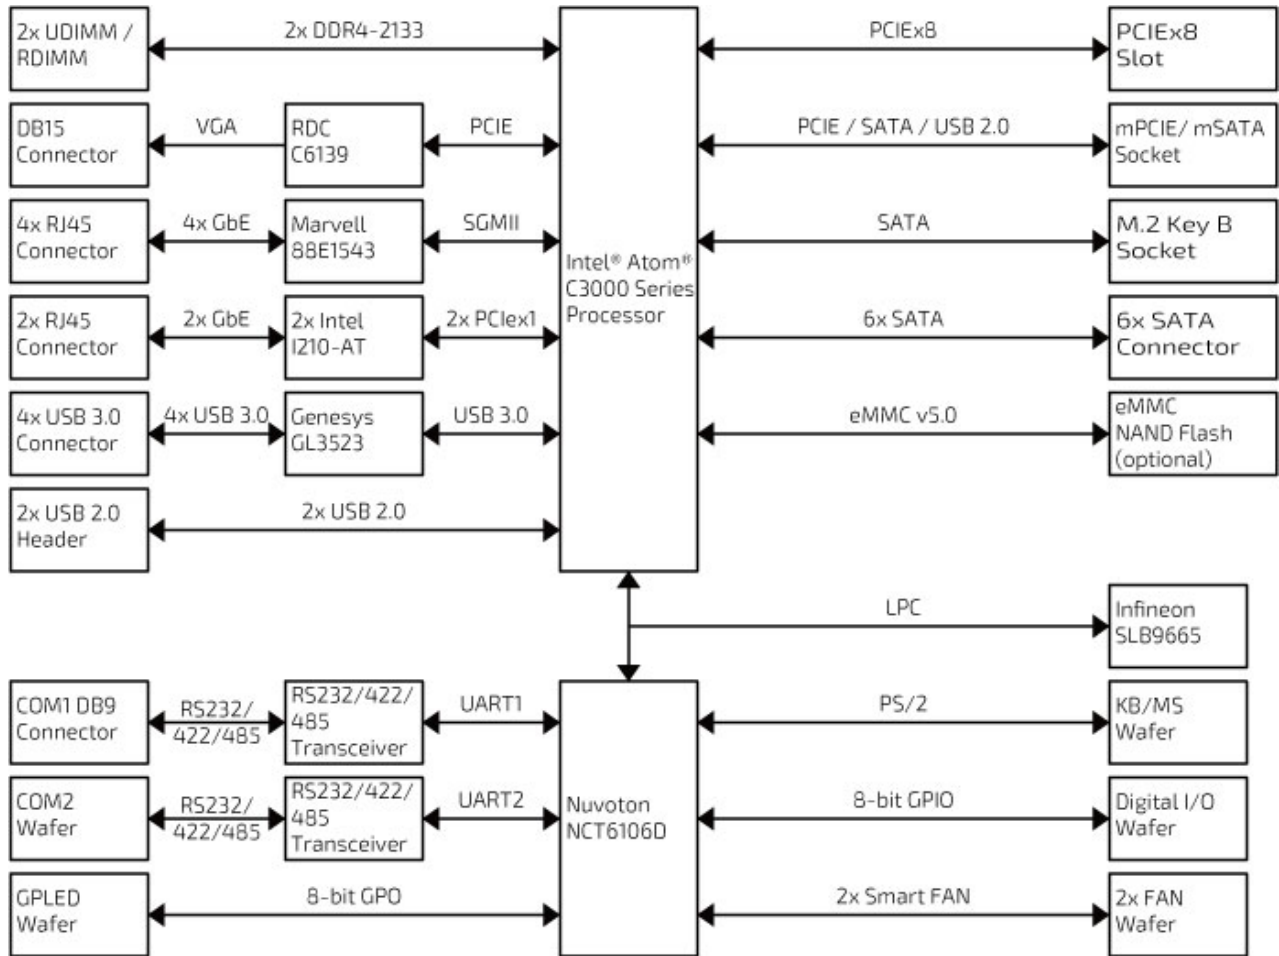 2x UDIMM /
RDIMM
2x DDR4-2133
PCIEx8
PCIEx8
Slot
DB15
Connector
VGA
RDC
C6139
PCIE
PCIE / SATA / USB 2.0
mPCIE/ mSATA
Socket
4x RJ45
Connector
4x GbE
Marvell
88E1543
SGMII
SATA
M.2 Key B
Socket
Intel® Atom®
C3000 Series
Processor
2x RJ45
Connector
2x GbE
2x Intel
I210-AT
2x PCIex1
6x SATA
6x SATA
Connector
4x USB 3.0
Connector
4x USB 3.0
Genesys
GL3523
USB 3.0
eMMC v5.0
eMMC
NAND Flash
(optional)
2x USB 2.0
Header
2x USB 2.0
LPC
Infineon
SLB9665
COM1 DB9
Connector
RS232/
422/485
RS232/422/
485
Transceiver
UART1
PS/2
KB/MS
Wafer
COM2
Wafer
RS232/
422/485
RS232/422/
485
Transceiver
UART2
Nuvoton
NCT6106D
8-bit GPIO
Digital I/O
Wafer
GPLED
Wafer
8-bit GPO
2x Smart FAN
2x FAN
Wafer